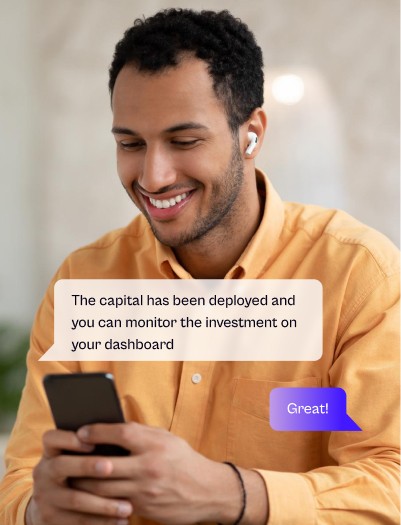 The capital has been deployed and
you can monitor the investment on
your dashboard
Great!